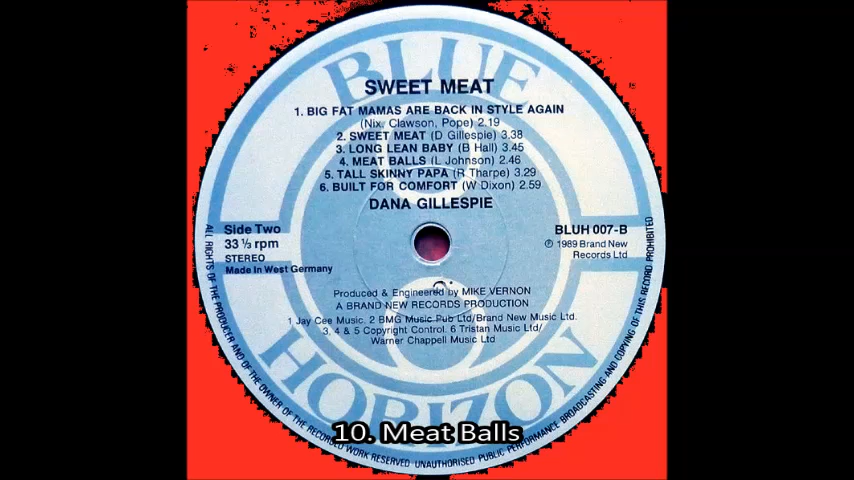 BLUE
SWEET MEAT
1. BIG FAT MAMAS ARE BACK IN STYLE AGAIN
(Nix, Clawson, Pope) 2.19
2. SWEET MEAT (D Gillespie) 3.38
3. LONG LEAN BABY (B Hall) 3.45
4. MEAT BALLS (L Johnson) 2.46
5. TALL SKINNY PAPA (R Tharpe) 3.29
6. BUILT FOR COMFORT (W Dixon) 2.59
DANA GILLESPIE
Side Two
33 ⅓ rpm
STEREO
Made In West Germany
BLUH 007-B
℗ 1989 Brand New
Records Ltd
Produced & Engineered by MIKE VERNON
A BRAND NEW RECORDS PRODUCTION
1 Jay Cee Music. 2 BMG Music Pub Ltd/Brand New Music Ltd.
3, 4 & 5 Copyright Control. 6 Tristan Music Ltd/
Warner Chappell Music Ltd
HORIZON
ALL RIGHTS OF THE PRODUCER AND OF THE OWNER OF THE RECORDED WORK RESERVED UNAUTHORISED PUBLIC PERFORMANCE BROADCASTING AND COPYING OF THIS RECORD PROHIBITED
10. Meat Balls